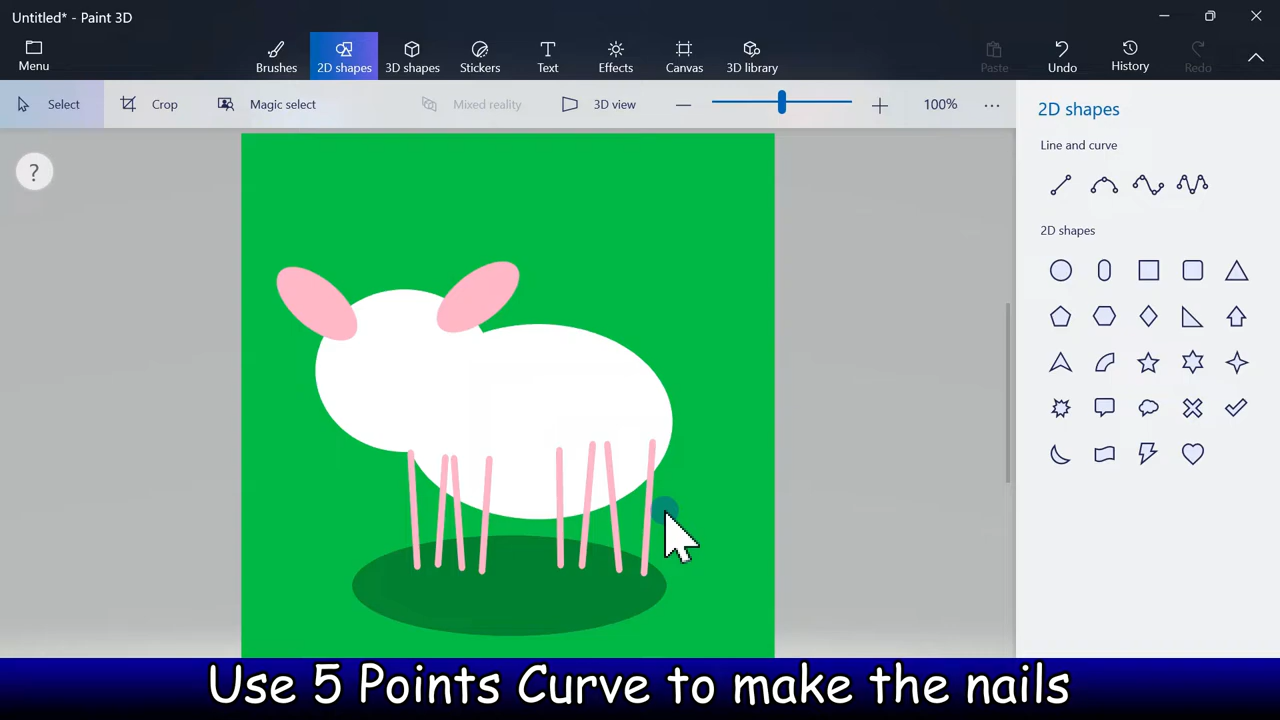 Untitled* - Paint 3D
Menu
Brushes
2D shapes
3D shapes
Stickers
Text
Effects
Canvas
3D library
Paste
Undo
History
Redo
Select
Crop
Magic select
Mixed reality
3D view
100%
?
2D shapes
Line and curve
2D shapes
Use 5 Points Curve to make the nails